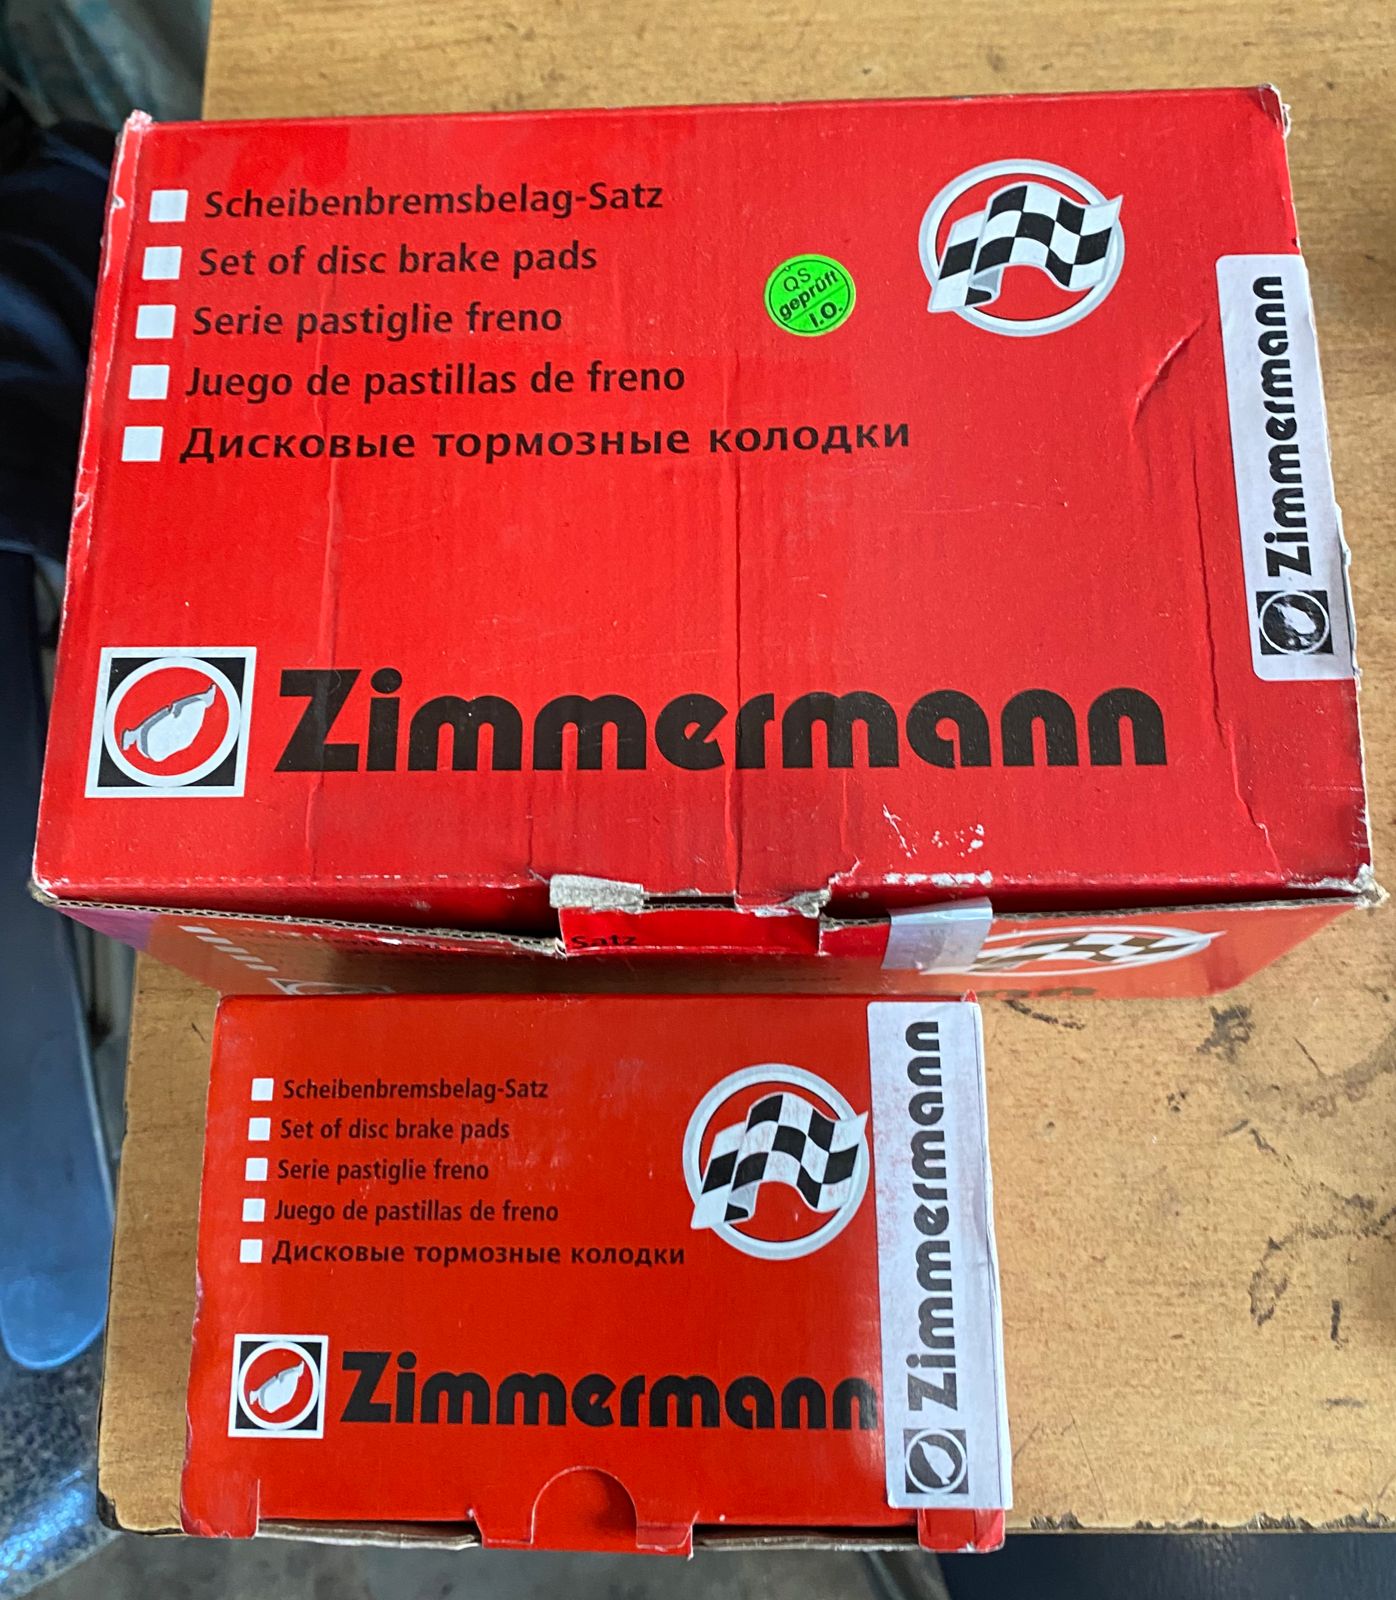 Scheibenbremsbelag-Satz
Set of disc brake pads
Serie pastiglie freno
Juego de pastillas de freno
Дисковые тормозные колодки
QS
geprüft
I.O.
Zimmermann
Zimmermann
Satz
Scheibenbremsbelag-Satz
Set of disc brake pads
Serie pastiglie freno
Juego de pastillas de freno
Дисковые тормозные колодки
Zimmermann
Zimmermann